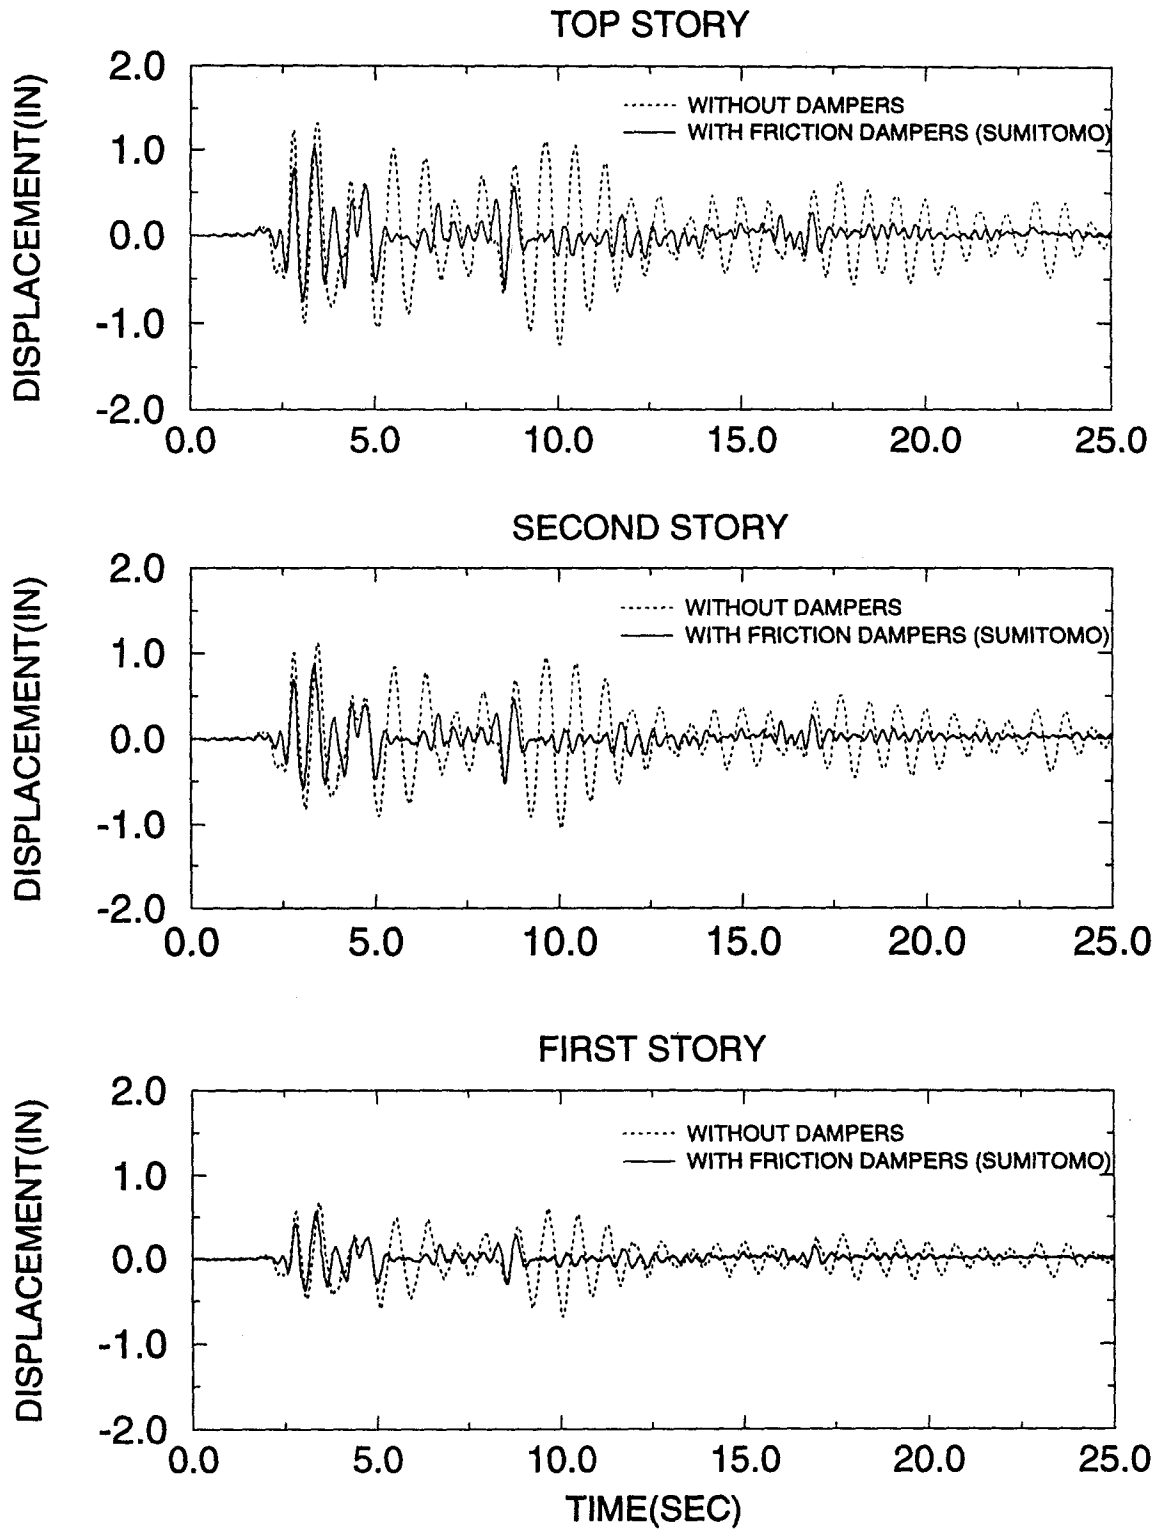 TOP STORY
DISPLACEMENT(IN)
2.0
WITHOUT DAMPERS
WITH FRICTION DAMPERS (SUMITOMO)
1.0
0.0
-1.0
-2.0
0.0 5.0 10.0 15.0 20.0 25.0
SECOND STORY
DISPLACEMENT(IN)
2.0
WITHOUT DAMPERS
WITH FRICTION DAMPERS (SUMITOMO)
1.0
0.0
-1.0
-2.0
0.0 5.0 10.0 15.0 20.0 25.0
FIRST STORY
DISPLACEMENT(IN)
2.0
WITHOUT DAMPERS
WITH FRICTION DAMPERS (SUMITOMO)
1.0
0.0
-1.0
-2.0
0.0 5.0 10.0 15.0 20.0 25.0
TIME(SEC)